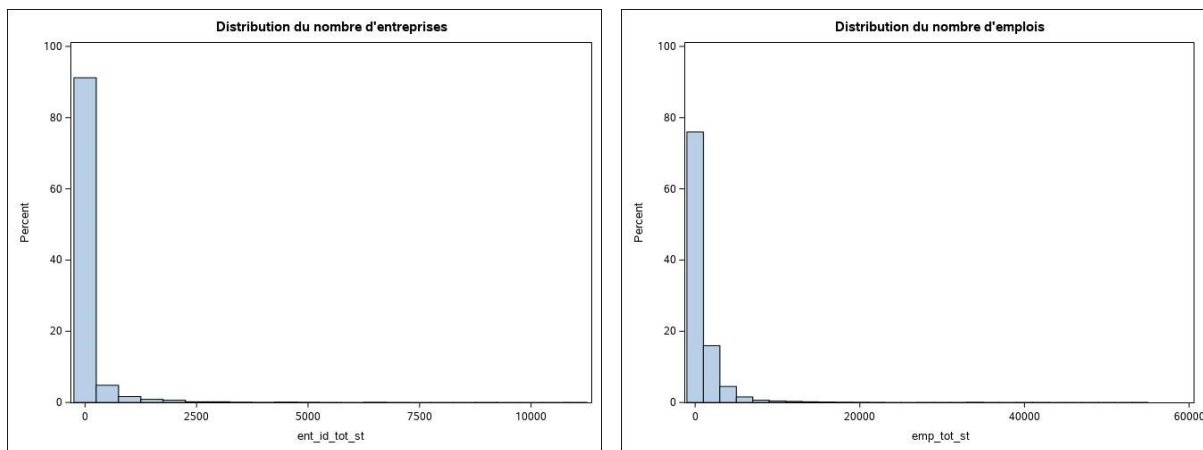 Distribution du nombre d'entreprises
100
80
60
40
20
0
Percent
0 2500 5000 7500 10000
ent_id_tot_st
Distribution du nombre d'emplois
100
80
60
40
20
0
Percent
0 20000 40000 60000
emp_tot_st